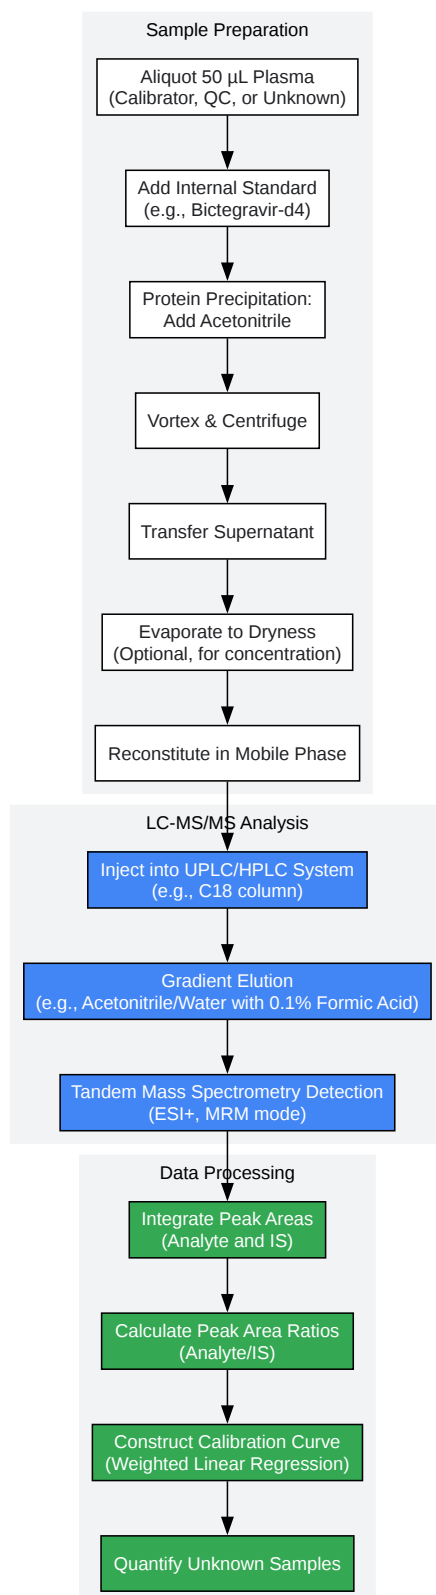 Sample Preparation
Aliquot 50 µL Plasma
(Calibrator, QC, or Unknown)
Add Internal Standard
(e.g., Bictegravir-d4)
Protein Precipitation:
Add Acetonitrile
Vortex & Centrifuge
Transfer Supernatant
Evaporate to Dryness
(Optional, for concentration)
Reconstitute in Mobile Phase
LC-MS/MS Analysis
Inject into UPLC/HPLC System
(e.g., C18 column)
Gradient Elution
(e.g., Acetonitrile/Water with 0.1% Formic Acid)
Tandem Mass Spectrometry Detection
(ESI+, MRM mode)
Data Processing
Integrate Peak Areas
(Analyte and IS)
Calculate Peak Area Ratios
(Analyte/IS)
Construct Calibration Curve
(Weighted Linear Regression)
Quantify Unknown Samples